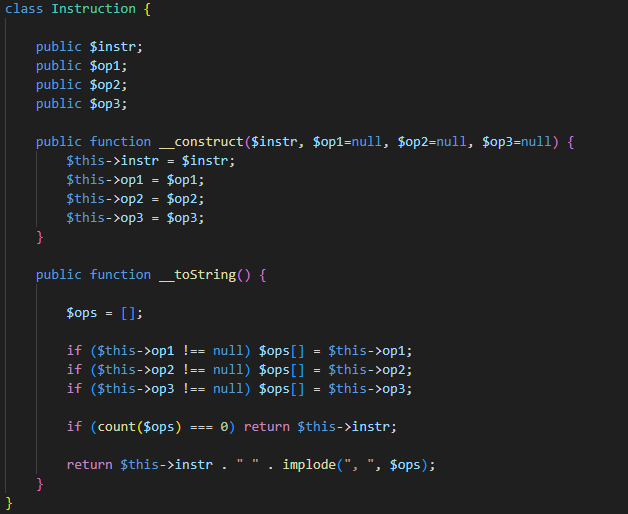 class Instruction {
public $instr;
public $op1;
public $op2;
public $op3;
public function __construct($instr, $op1=null, $op2=null, $op3=null) {
$this->instr = $instr;
$this->op1 = $op1;
$this->op2 = $op2;
$this->op3 = $op3;
}
public function __toString() {
$ops = [];
if ($this->op1 !== null) $ops[] = $this->op1;
if ($this->op2 !== null) $ops[] = $this->op2;
if ($this->op3 !== null) $ops[] = $this->op3;
if (count($ops) === 0) return $this->instr;
return $this->instr . " " . implode(", ", $ops);
}
}